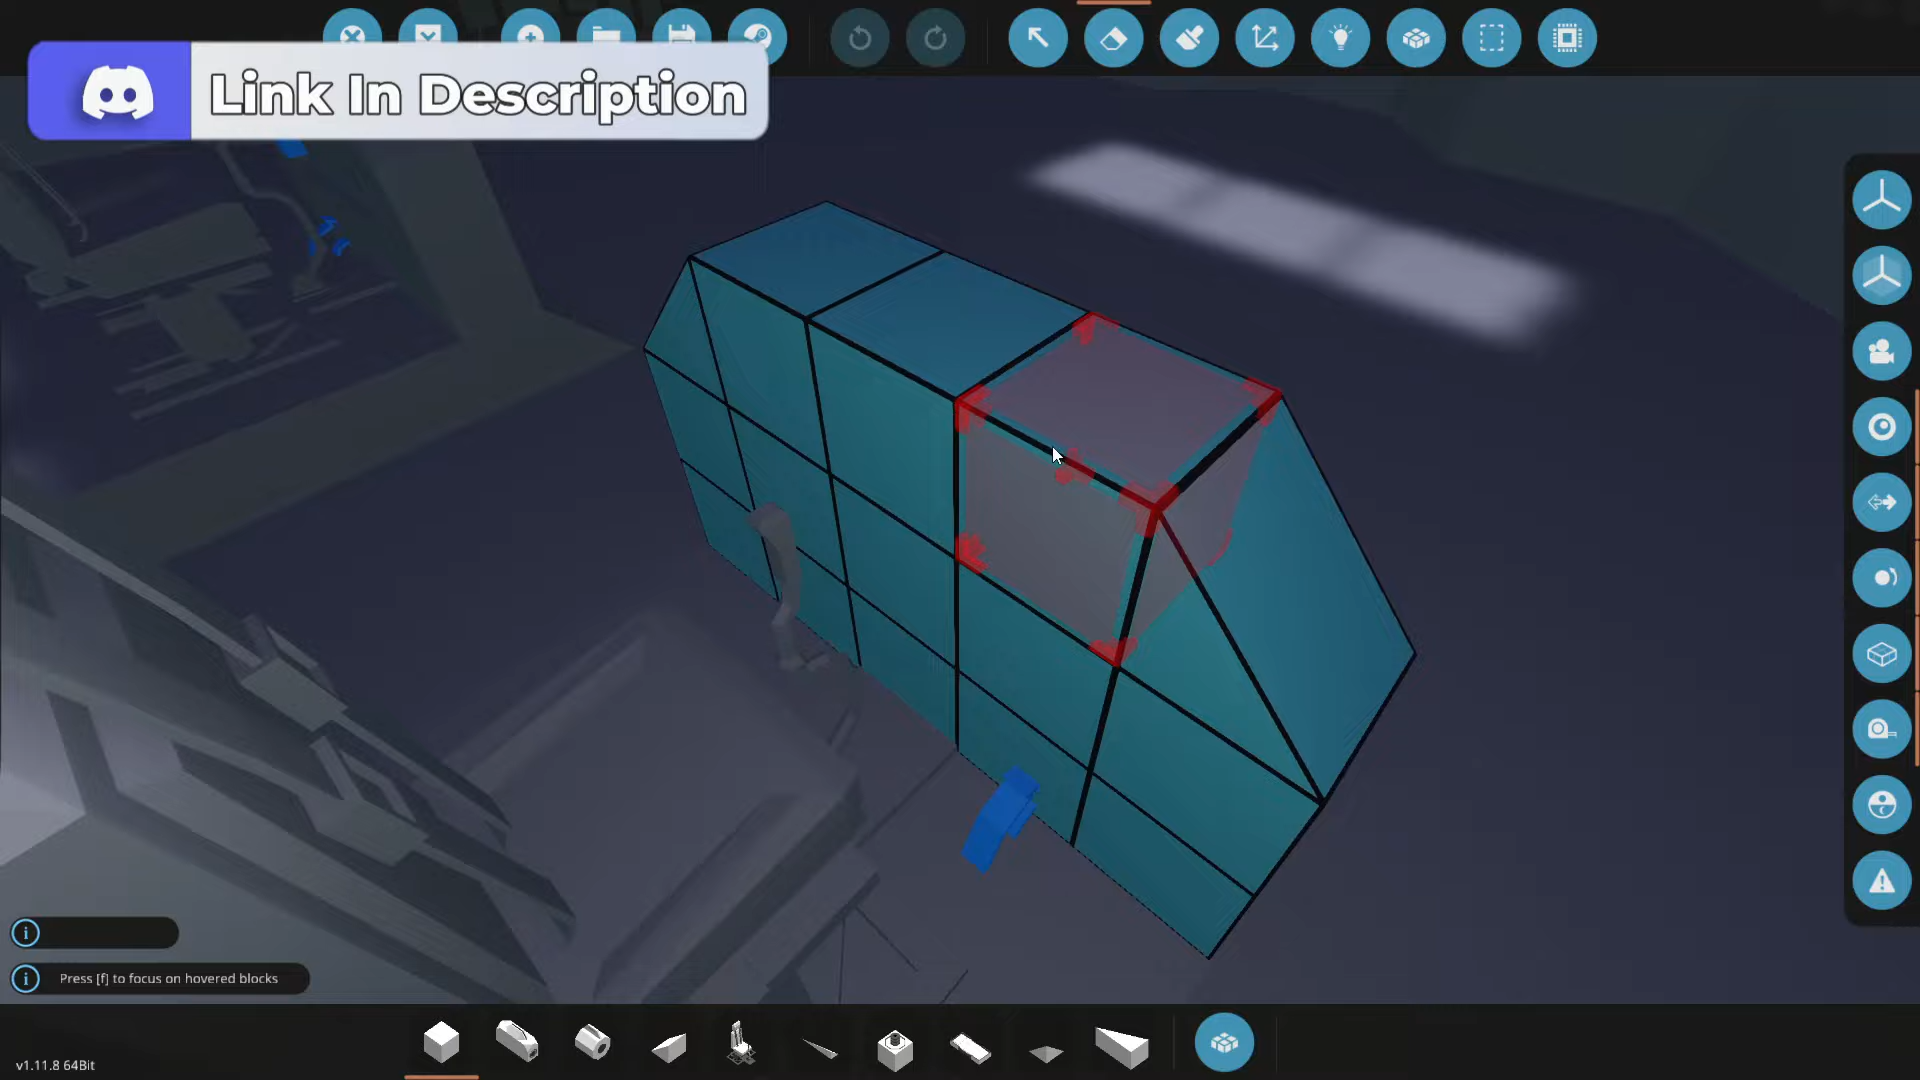 Link In Description
Press [f] to focus on hovered blocks
v1.11.8 64Bit